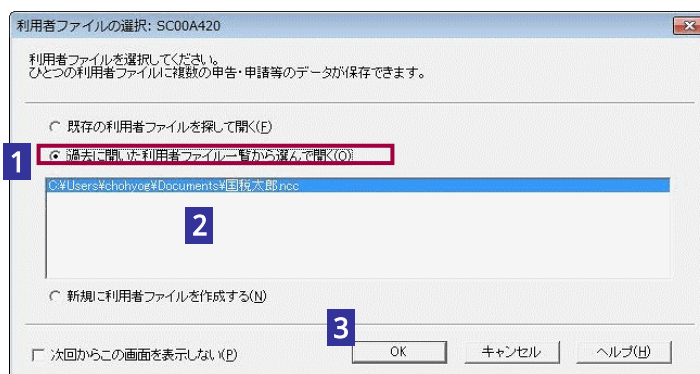 利用者ファイルの選択: SC00A420
利用者ファイルを選択してください。
ひとつの利用者ファイルに複数の申告・申請等のデータが保存できます。
既存の利用者ファイルを探して開く(F)
1
過去に開いた利用者ファイル一覧から選んで開く(O)
C:¥Users¥chohyog¥Documents¥国税太郎.ncc
2
新規に利用者ファイルを作成する(N)
3
次回からこの画面を表示しない(P)
OK
キャンセル
ヘルプ(H)